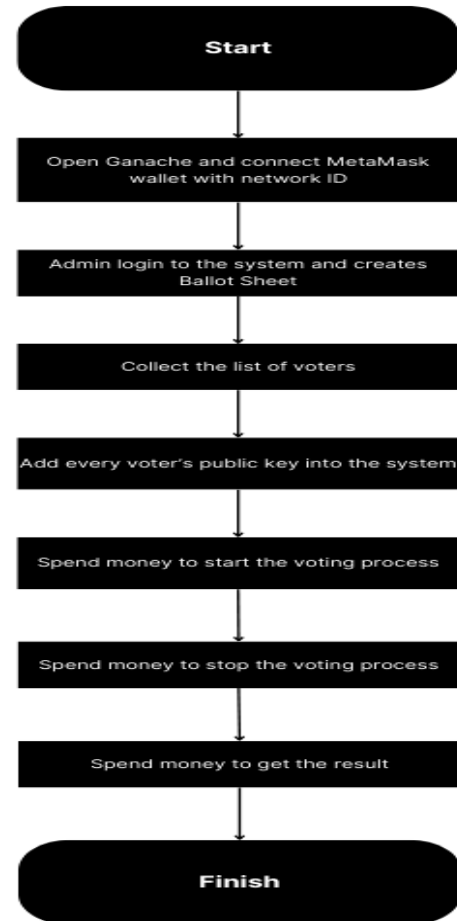 Start
Open Ganache and connect MetaMask
wallet with network ID
Admin login to the system and creates
Ballot Sheet
Collect the list of voters
Add every voter's public key into the system
Spend money to start the voting process
Spend money to stop the voting process
Spend money to get the result
Finish